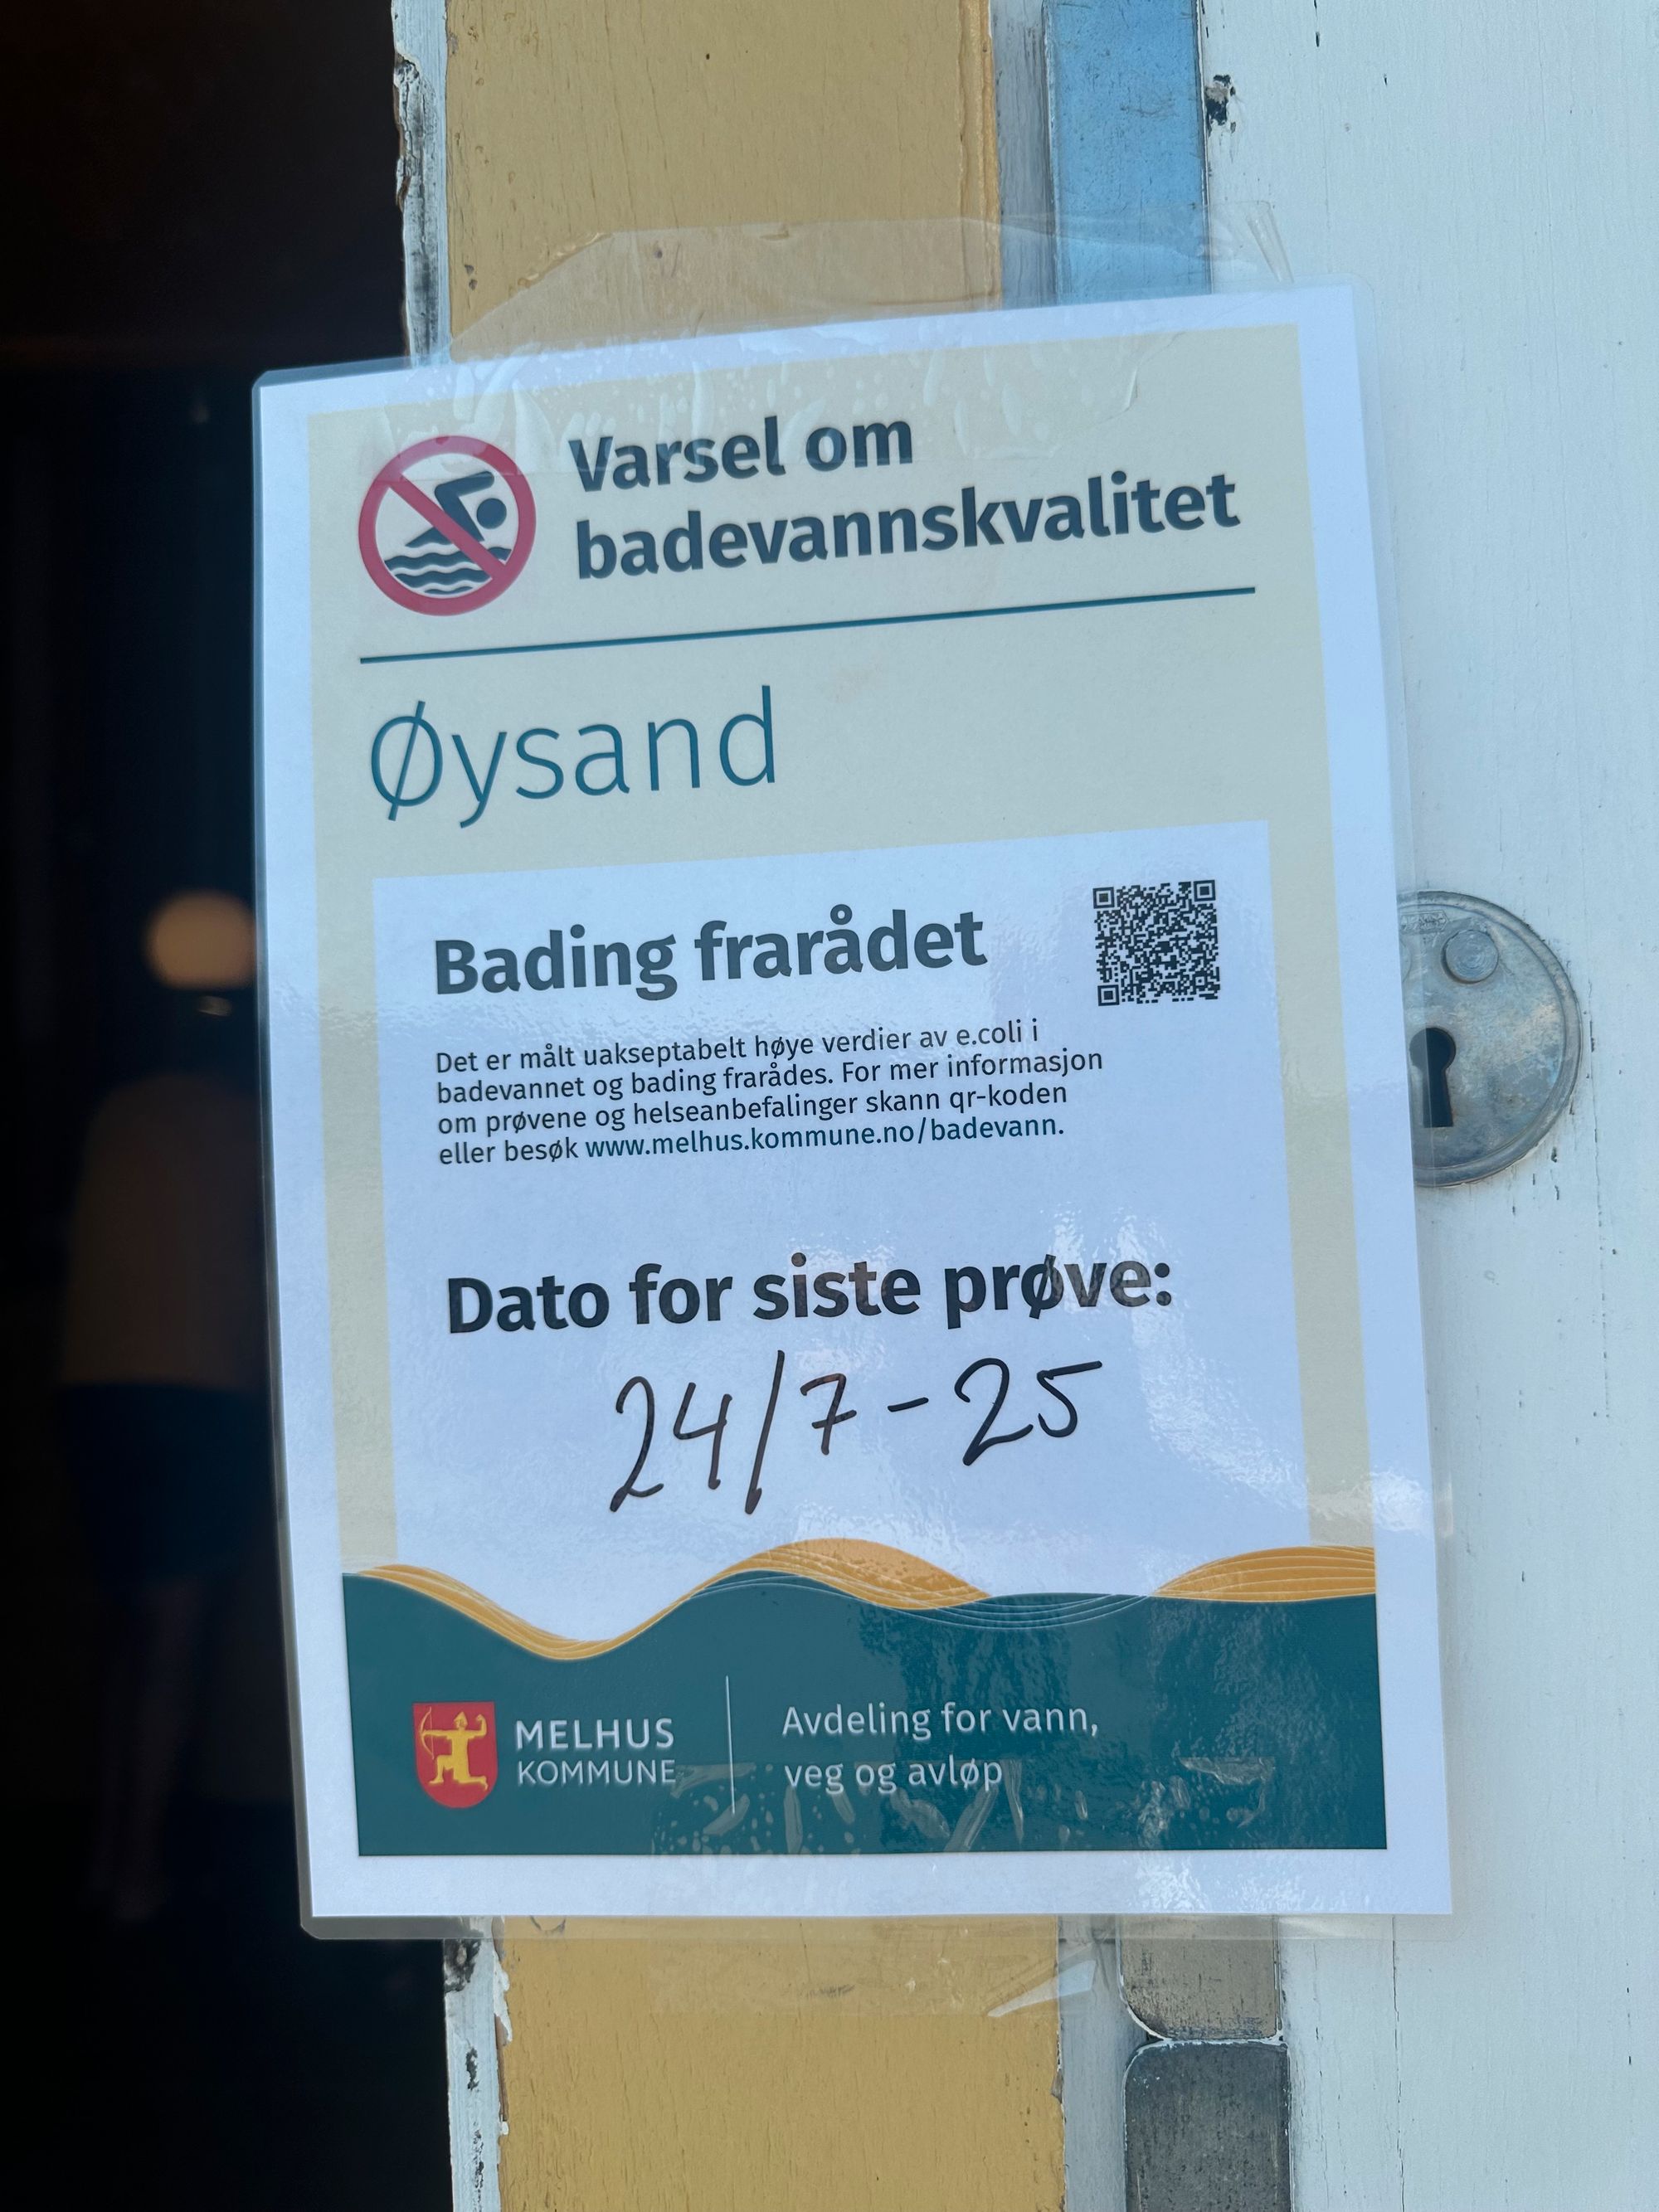 Varsel om
badevannskvalitet
Øysand
Bading frarådet
Det er målt uakseptabelt høye verdier av e.coli i
badevannet og bading frarådes. For mer informasjon
om prøvene og helseanbefalinger skann qr-koden
eller besøk www.melhus.kommune.no/badevann.
Dato for siste prøve:
24/7-25
MELHUS
KOMMUNE
Avdeling for vann,
veg og avløp